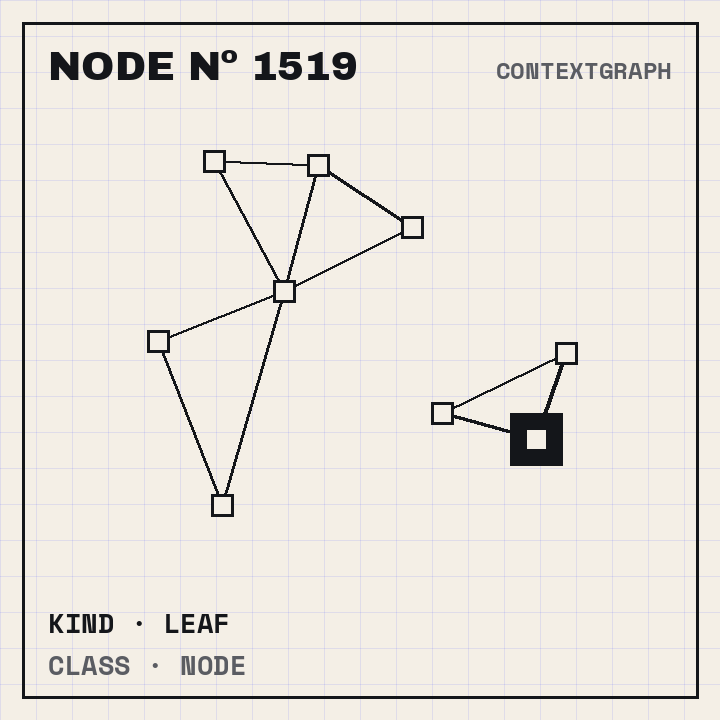 NODE Nº 1519
CONTEXTGRAPH
KIND · LEAF
CLASS · NODE